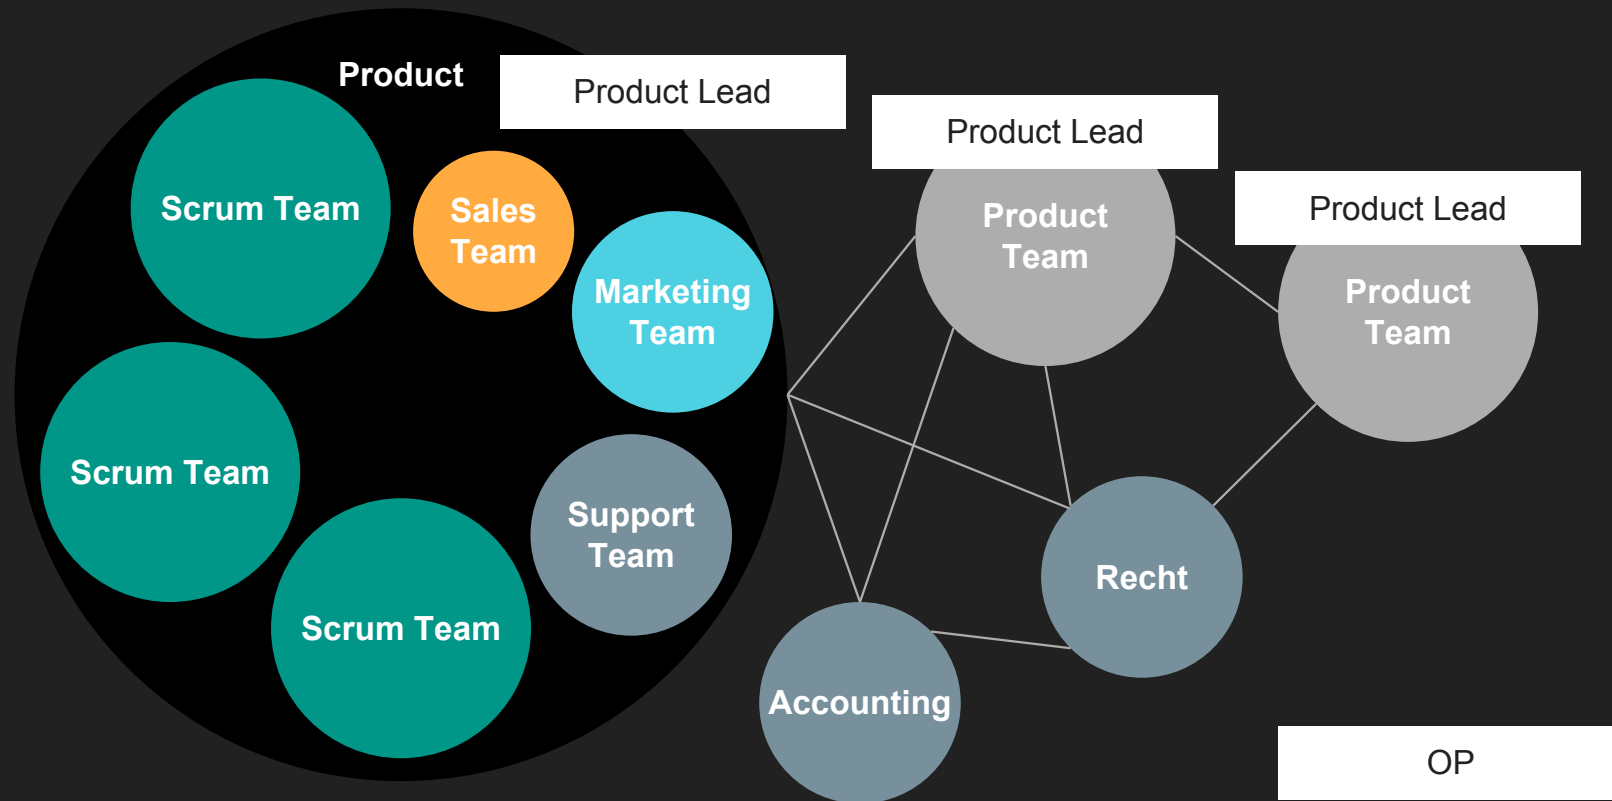 Product
Product Lead
Product Lead
Product Lead
Scrum Team
Sales
Team
Product
Team
Marketing
Team
Product
Team
Scrum Team
Support
Team
Recht
Scrum Team
Accounting
OP